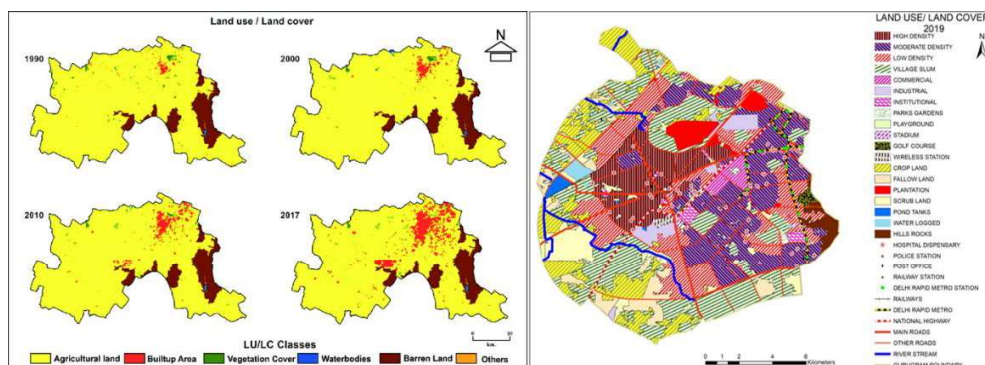 Land use / Land cover
N
1990
2000
2010
2017
km.
LU/LC Classes
Agricultural land
Builtup Area
Vegetation Cover
Waterbodies
Barren Land
Others
LAND USE/ LAND COVER
2019
N
HIGH DENSITY
MODERATE DENSITY
LOW DENSITY
VILLAGE SLUM
COMMERCIAL
INDUSTRIAL
INSTITUTIONAL
PARKS GARDENS
PLAYGROUND
STADIUM
GOLF COURSE
WIRELESS STATION
CROP LAND
FALLOW LAND
PLANTATION
SCRUB LAND
POND TANKS
WATER LOGGED
HILLS ROCKS
HOSPITAL DISPENSARY
POLICE STATION
POST OFFICE
RAILWAY STATION
DELHI RAPID METRO STATION
RAILWAYS
DELHI RAPID METRO
NATIONAL HIGHWAY
MAIN ROADS
OTHER ROADS
RIVER STREAM
GURUGRAM BOUNDARY
0 1 2 4 6
Kilometers